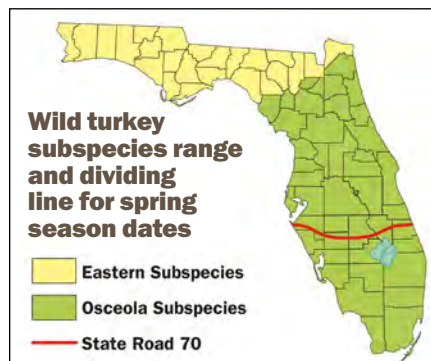 Wild turkey
subspecies range
and dividing
line for spring
season dates
Eastern Subspecies
Osceola Subspecies
State Road 70